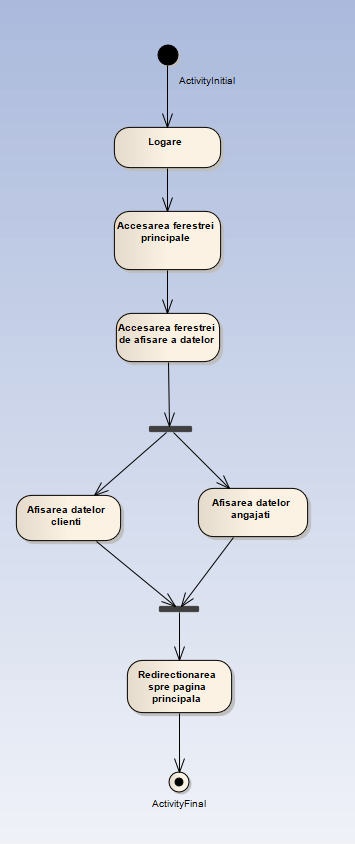 ActivityInitial
Logare
Accesarea ferestrei
principale
Accesarea ferestrei
de afisare a datelor
Afisarea datelor
clienti
Afisarea datelor
angajati
Redirectionarea
spre pagina
principala
ActivityFinal